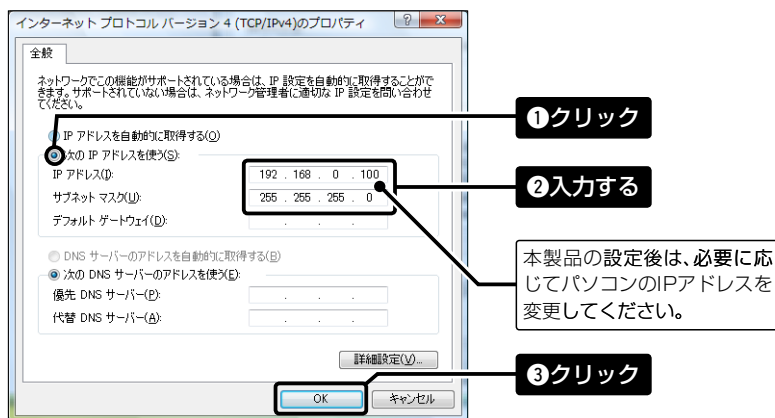 インターネット プロトコル バージョン 4 (TCP/IPv4)のプロパティ
全般
ネットワークでこの機能がサポートされている場合は、IP 設定を自動的に取得することがで
きます。サポートされていない場合は、ネットワーク管理者に適切な IP 設定を問い合わせ
てください。
IP アドレスを自動的に取得する(O)
次の IP アドレスを使う(S):
IP アドレス(I): 192 . 168 . 0 . 100
サブネット マスク(U): 255 . 255 . 255 . 0
デフォルト ゲートウェイ(D): . . .
DNS サーバーのアドレスを自動的に取得する(B)
次の DNS サーバーのアドレスを使う(E):
優先 DNS サーバー(P): . . .
代替 DNS サーバー(A): . . .
詳細設定(V)...
OK キャンセル
❶クリック
❷入力する
本製品の設定後は、必要に応
じてパソコンのIPアドレスを
変更してください。
❸クリック